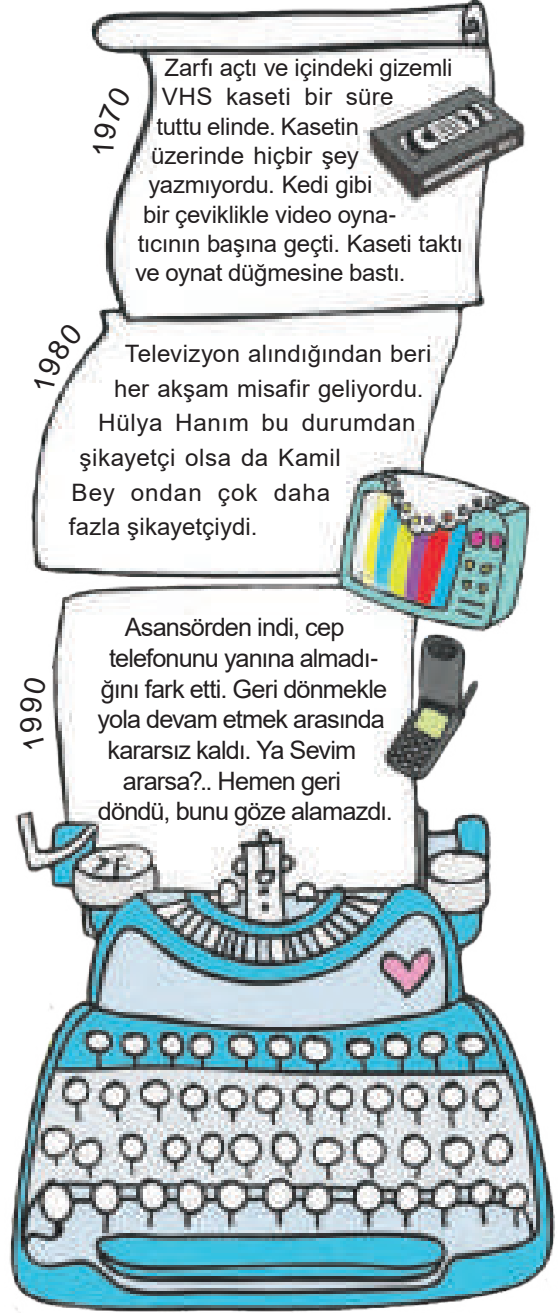 1970
Zarfı açtı ve içindeki gizemli
VHS kaseti bir süre
tuttu elinde. Kasetin
üzerinde hiçbir şey
yazmıyordu. Kedi gibi
bir çeviklikle video oyna-
tıcının başına geçti. Kaseti taktı
ve oynat düğmesine bastı.
1980
Televizyon alındığından beri
her akşam misafir geliyordu.
Hülya Hanım bu durumdan
şikayetçi olsa da Kamil
Bey ondan çok daha
fazla şikayetçiydi.
1990
Asansörden indi, cep
telefonunu yanına almadı-
ğını fark etti. Geri dönmekle
yola devam etmek arasında
kararsız kaldı. Ya Sevim
ararsa?.. Hemen geri
döndü, bunu göze alamazdı.